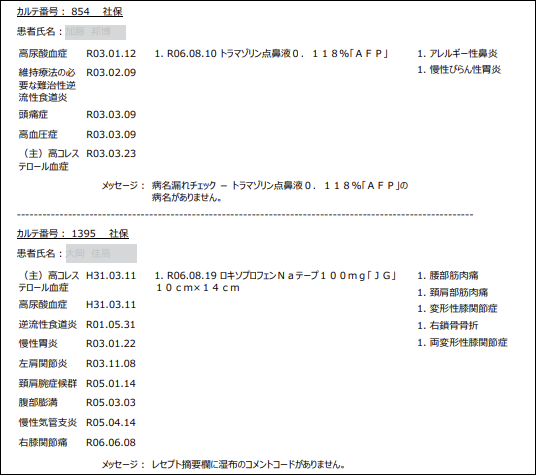 カルテ番号： 854　社保
患者氏名：
高尿酸血症 R03.01.12 1. R06.08.10 トラマゾリン点鼻液０．１１８％「ＡＦＰ」 1. アレルギー性鼻炎
維持療法の必 R03.02.09 1. 慢性びらん性胃炎
要な難治性逆
流性食道炎
頭痛症 R03.03.09
高血圧症 R03.03.09
（主）高コレス R03.03.23
テロール血症
メッセージ： 病名漏れチェック － トラマゾリン点鼻液０．１１８％「ＡＦＰ」の
病名がありません。
カルテ番号： 1395　社保
患者氏名：
（主）高コレス H31.03.11 1. R06.08.19 ロキソプロフェンＮａテープ１００ｍｇ「ＪＧ」 1. 腰部筋肉痛
テロール血症 １０ｃｍ×１４ｃｍ 1. 頚肩部筋肉痛
高尿酸血症 H31.03.11 1. 変形性膝関節症
逆流性食道炎 R01.05.31 1. 右鎖骨骨折
慢性胃炎 R03.01.22 1. 両変形性膝関節症
左肩関節炎 R03.11.08
頚肩腕症候群 R05.01.14
腹部膨満 R05.03.03
慢性気管支炎 R05.04.14
右膝関節痛 R06.06.08
メッセージ： レセプト摘要欄に湿布のコメントコードがありません。